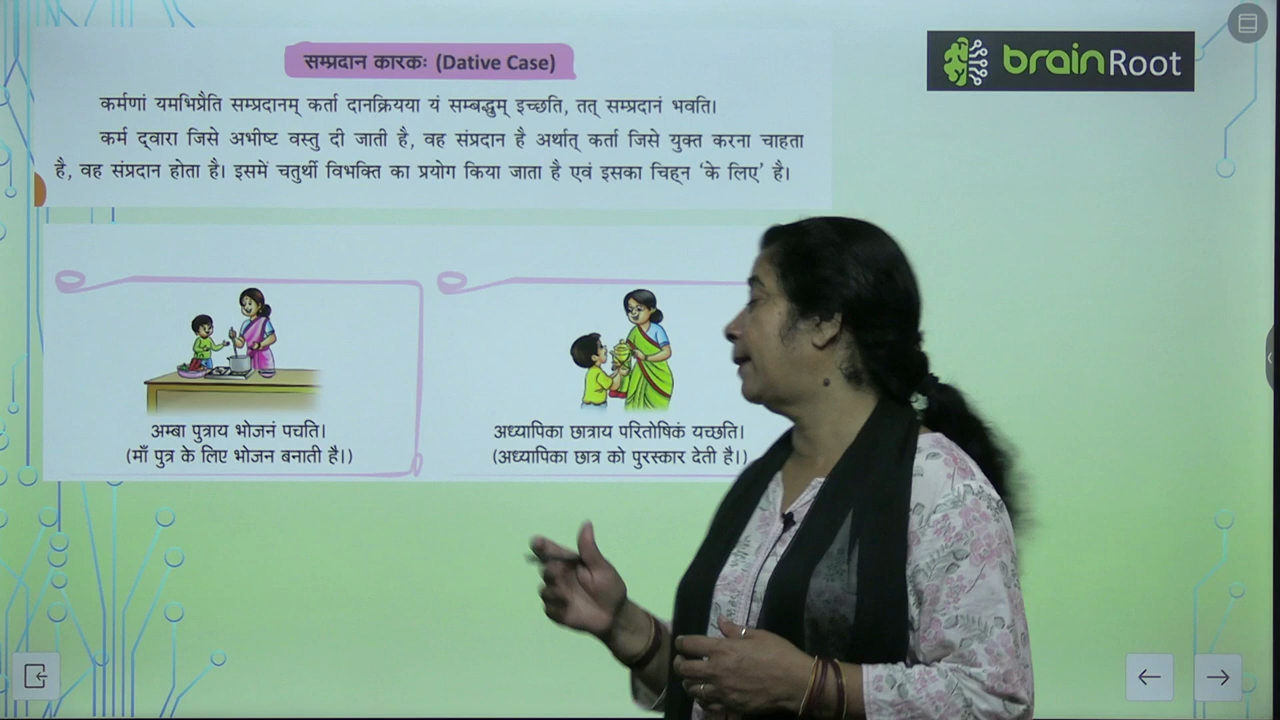 सम्प्रदान कारकः (Dative Case)
brainRoot
कर्मणां यमभिप्रैति सम्प्रदानम् कर्ता दानक्रियया यं सम्बद्धुम् इच्छति, तत् सम्प्रदानं भवति।
कर्म द्वारा जिसे अभीष्ट वस्तु दी जाती है, वह संप्रदान है अर्थात् कर्ता जिसे युक्त करना चाहता
है, वह संप्रदान होता है। इसमें चतुर्थी विभक्ति का प्रयोग किया जाता है एवं इसका चिह्न ‘के लिए’ है।
अम्बा पुत्राय भोजनं पचति।
(माँ पुत्र के लिए भोजन बनाती है।)
अध्यापिका छात्राय परितोषिकं यच्छति।
(अध्यापिका छात्र को पुरस्कार देती है।)